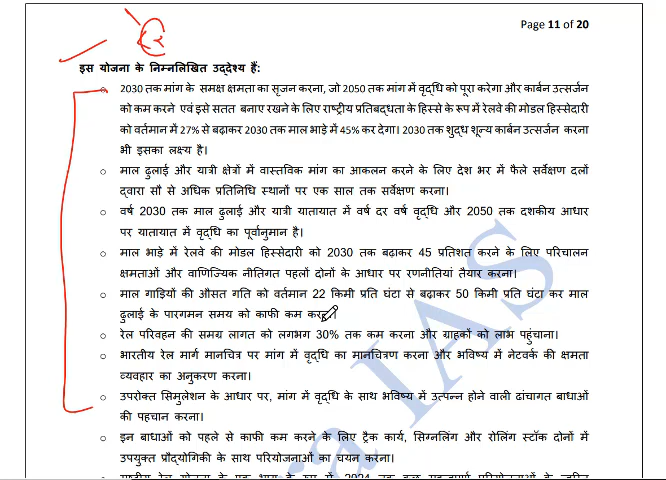 Page 11 of 20
इस योजना के निम्नलिखित उद्देश्य हैं:
○ 2030 तक मांग के समक्ष क्षमता का सृजन करना, जो 2050 तक मांग में वृद्धि को पूरा करेगा और कार्बन उत्सर्जन
को कम करने एवं इसे सतत बनाए रखने के लिए राष्ट्रीय प्रतिबद्धता के हिस्से के रूप में रेलवे की मोडल हिस्सेदारी
को वर्तमान में 27% से बढ़ाकर 2030 तक माल भाड़े में 45% कर देगा। 2030 तक शुद्ध शून्य कार्बन उत्सर्जन करना
भी इसका लक्ष्य है।
○ माल ढुलाई और यात्री क्षेत्रों में वास्तविक मांग का आकलन करने के लिए देश भर में फैले सर्वेक्षण दलों
द्वारा सौ से अधिक प्रतिनिधि स्थानों पर एक साल तक सर्वेक्षण करना।
○ वर्ष 2030 तक माल ढुलाई और यात्री यातायात में वर्ष दर वर्ष वृद्धि और 2050 तक दशकीय आधार
पर यातायात में वृद्धि का पूर्वानुमान है।
○ माल भाड़े में रेलवे की मोडल हिस्सेदारी को 2030 तक बढ़ाकर 45 प्रतिशत करने के लिए परिचालन
क्षमताओं और वाणिज्यिक नीतिगत पहलों दोनों के आधार पर रणनीतियां तैयार करना।
○ माल गाड़ियों की औसत गति को वर्तमान 22 किमी प्रति घंटा से बढ़ाकर 50 किमी प्रति घंटा कर माल
ढुलाई के पारगमन समय को काफी कम
○ रेल परिवहन की समग्र लागत को लगभग 30% तक कम करना और ग्राहकों को लाभ पहुंचाना।
○ भारतीय रेल मार्ग मानचित्र पर मांग में वृद्धि का मानचित्रण करना और भविष्य में नेटवर्क की क्षमता
व्यवहार का अनुकरण करना।
○ उपरोक्त सिमुलेशन के आधार पर, मांग में वृद्धि के साथ भविष्य में उत्पन्न होने वाली ढांचागत बाधाओं
की पहचान करना।
○ इन बाधाओं को पहले से काफी कम करने के लिए ट्रैक कार्य, सिग्नलिंग और रोलिंग स्टॉक दोनों में
उपयुक्त प्रौद्योगिकी के साथ परियोजनाओं का चयन करना।
IAS